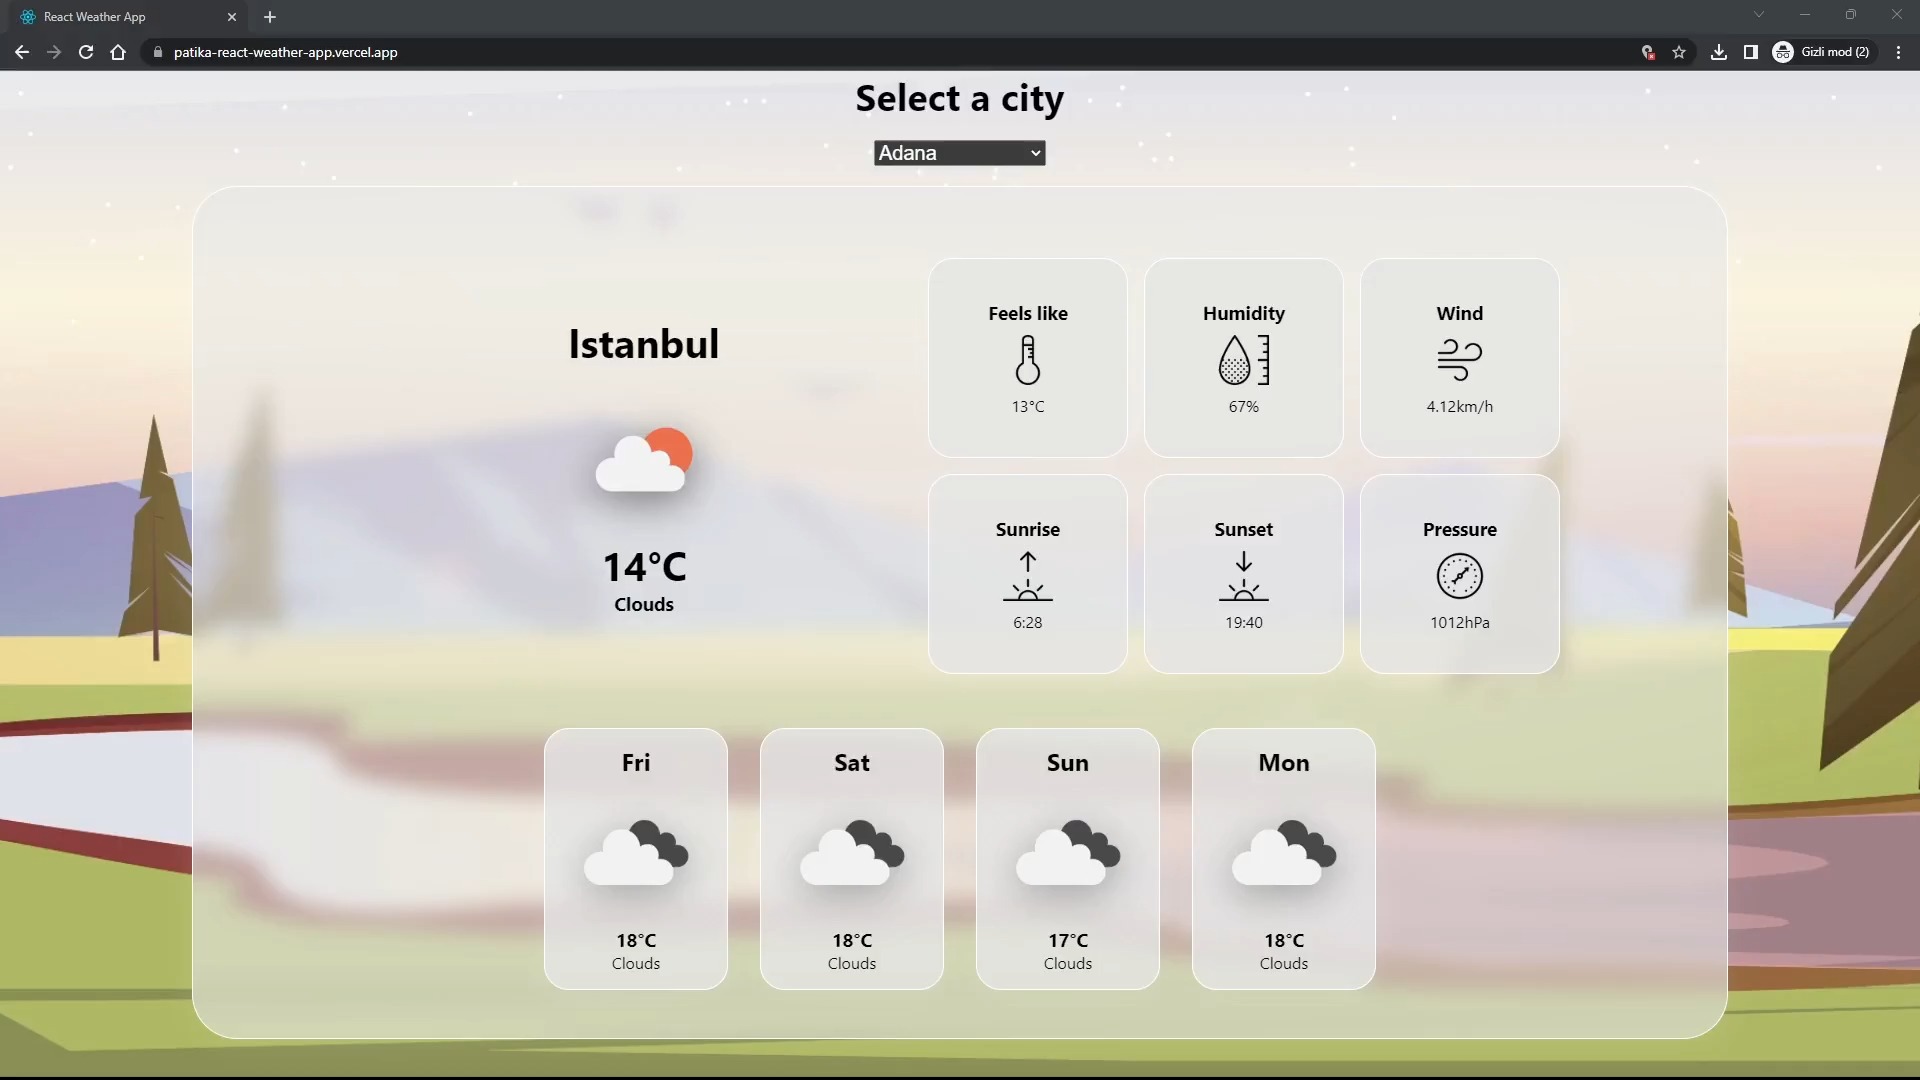 React Weather App
patika-react-weather-app.vercel.app
Gizli mod (2)
Select a city
Adana
Istanbul
14°C
Clouds
Feels like
13°C
Humidity
67%
Wind
4.12km/h
Sunrise
6:28
Sunset
19:40
Pressure
1012hPa
Fri
18°C
Clouds
Sat
18°C
Clouds
Sun
17°C
Clouds
Mon
18°C
Clouds